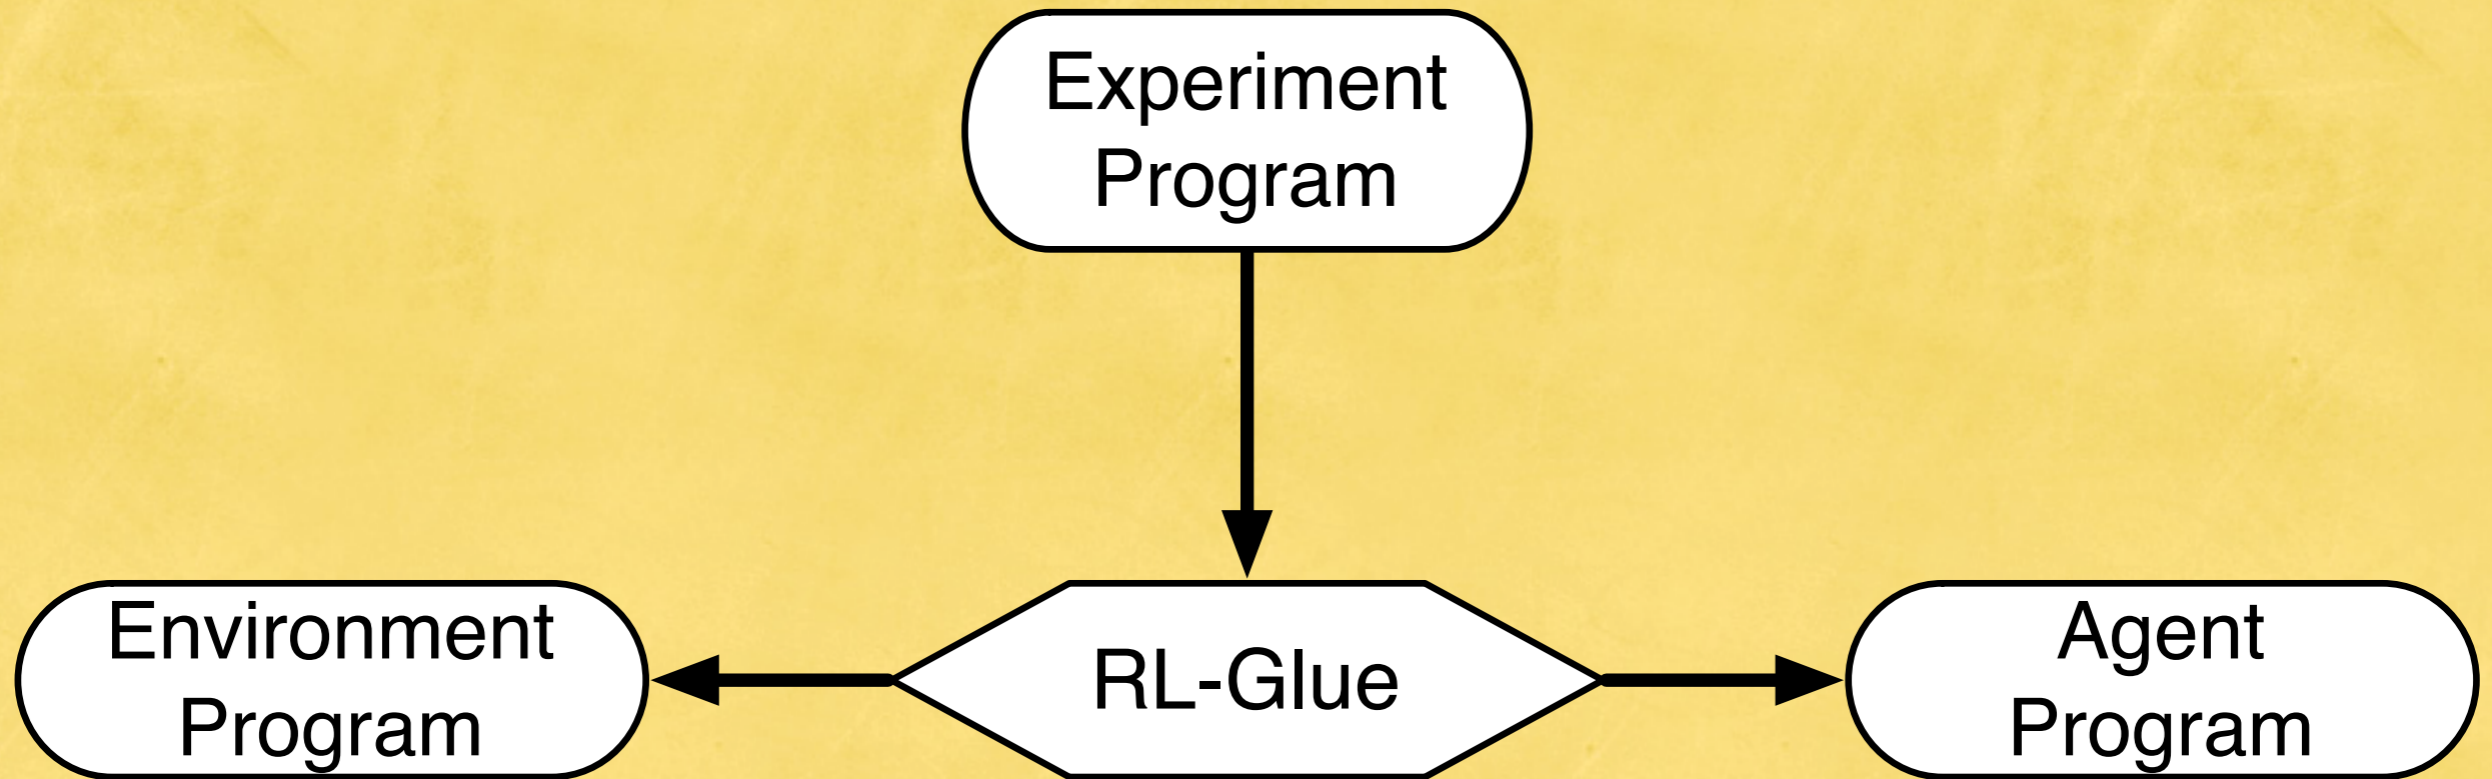 Experiment
Program
Environment
Program
RL-Glue
Agent
Program